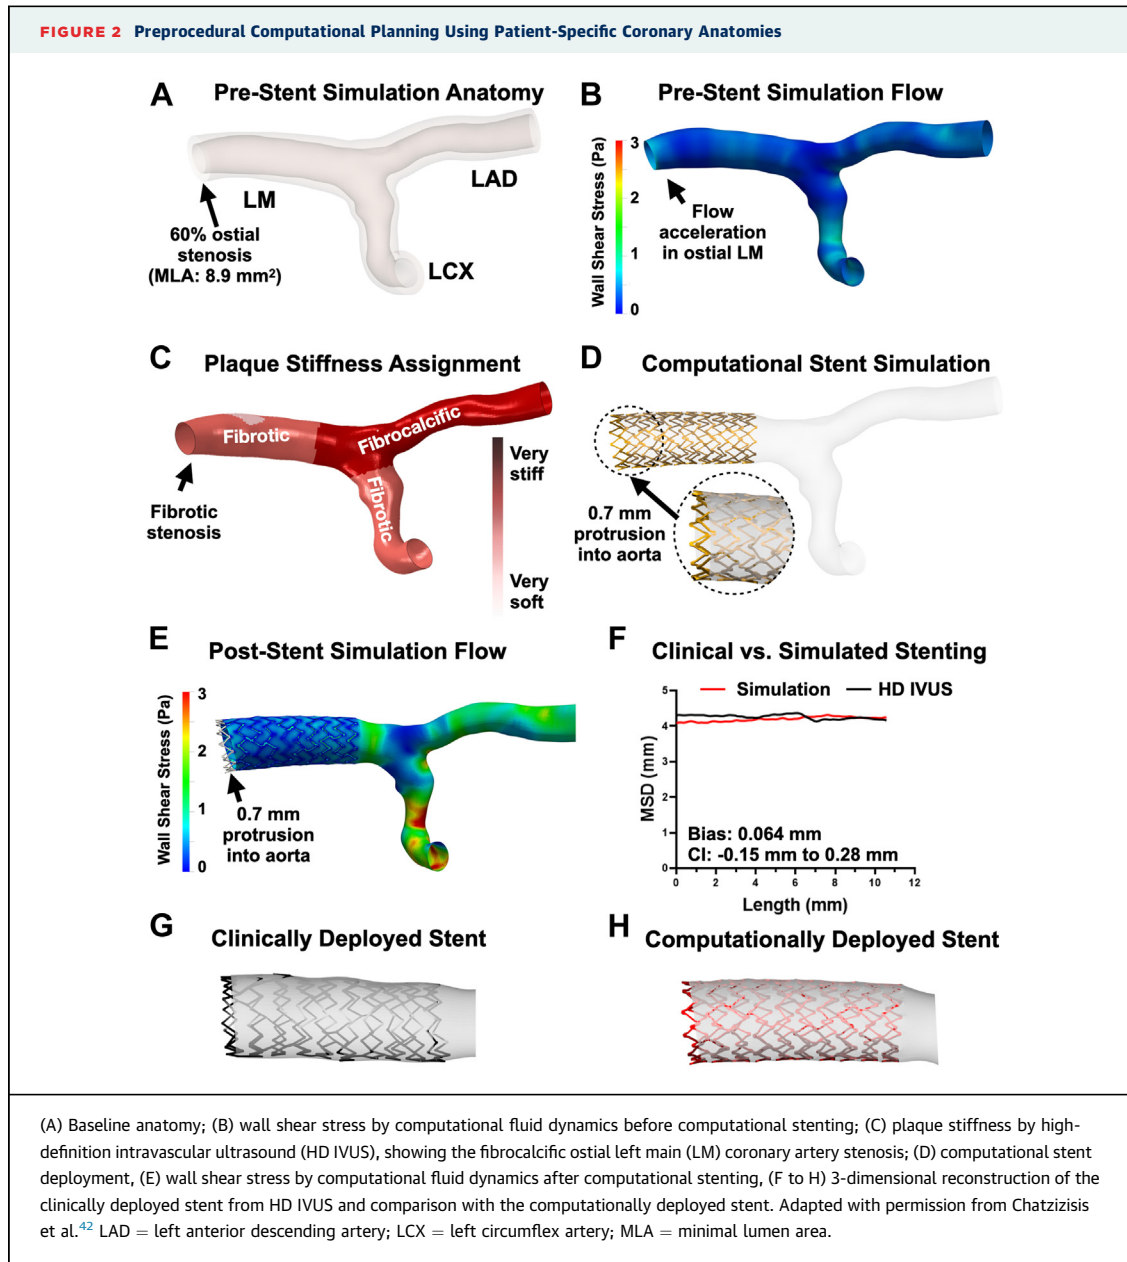 FIGURE 2 Preprocedural Computational Planning Using Patient-Specific Coronary Anatomies
A Pre-Stent Simulation Anatomy
LAD
LM
60% ostial
stenosis
(MLA: 8.9 mm²)
LCX
B Pre-Stent Simulation Flow
Wall Shear Stress (Pa)
3
2
1
0
Flow
acceleration
in ostial LM
C Plaque Stiffness Assignment
Fibrotic
Fibrocalcific
Fibrotic
Fibrotic
stenosis
Very
stiff
Very
soft
D Computational Stent Simulation
0.7 mm
protrusion
into aorta
E Post-Stent Simulation Flow
Wall Shear Stress (Pa)
3
2
1
0
0.7 mm
protrusion
into aorta
F Clinical vs. Simulated Stenting
Simulation HD IVUS
MSD (mm)
5
4
3
2
1
0
Bias: 0.064 mm
CI: -0.15 mm to 0.28 mm
0 2 4 6 8 10 12
Length (mm)
G Clinically Deployed Stent
H Computationally Deployed Stent
(A) Baseline anatomy; (B) wall shear stress by computational fluid dynamics before computational stenting; (C) plaque stiffness by high-
definition intravascular ultrasound (HD IVUS), showing the fibrocalcific ostial left main (LM) coronary artery stenosis; (D) computational stent
deployment, (E) wall shear stress by computational fluid dynamics after computational stenting, (F to H) 3-dimensional reconstruction of the
clinically deployed stent from HD IVUS and comparison with the computationally deployed stent. Adapted with permission from Chatzizisis
et al.42 LAD = left anterior descending artery; LCX = left circumflex artery; MLA = minimal lumen area.